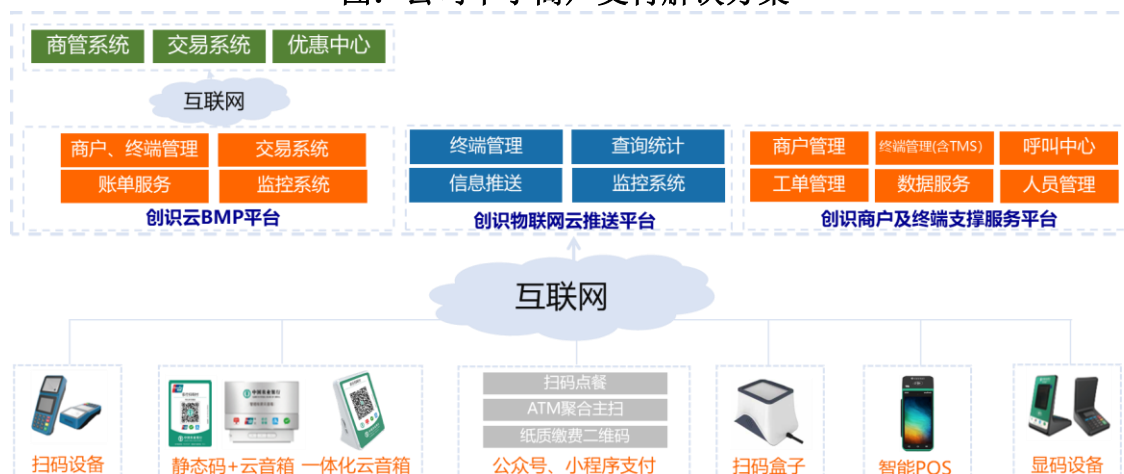 商管系统 交易系统 优惠中心
互联网
商户、终端管理 交易系统
账单服务 监控系统
创识云BMP平台
终端管理 查询统计
信息推送 监控系统
创识物联网云推送平台
商户管理 终端管理(含TMS) 呼叫中心
工单管理 数据服务 人员管理
创识商户及终端支撑服务平台
互联网
扫码点餐
ATM聚合主扫
纸质缴费二维码
扫码设备 静态码+云音箱 一体化云音箱 公众号、小程序支付 扫码盒子 智能POS 显码设备